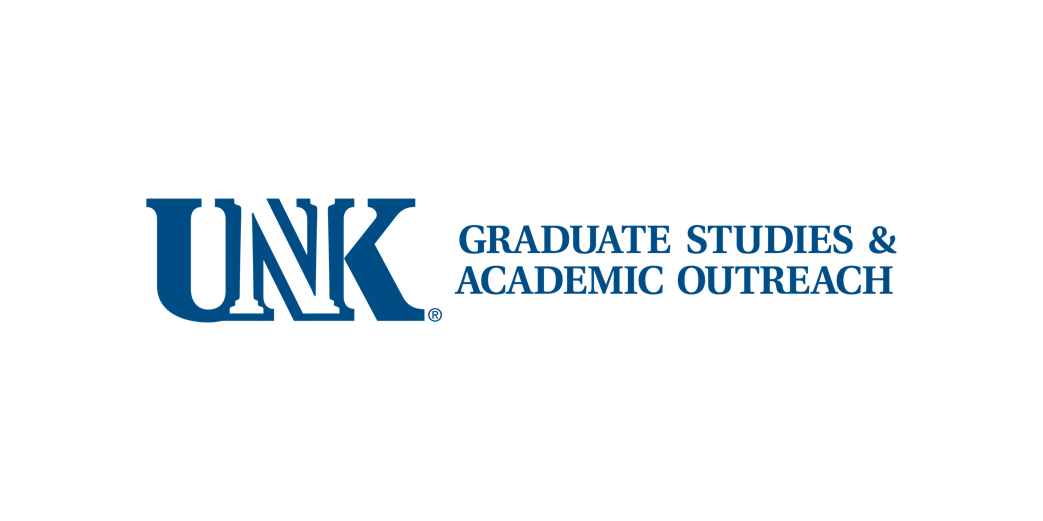 UNK®
GRADUATE STUDIES &
ACADEMIC OUTREACH